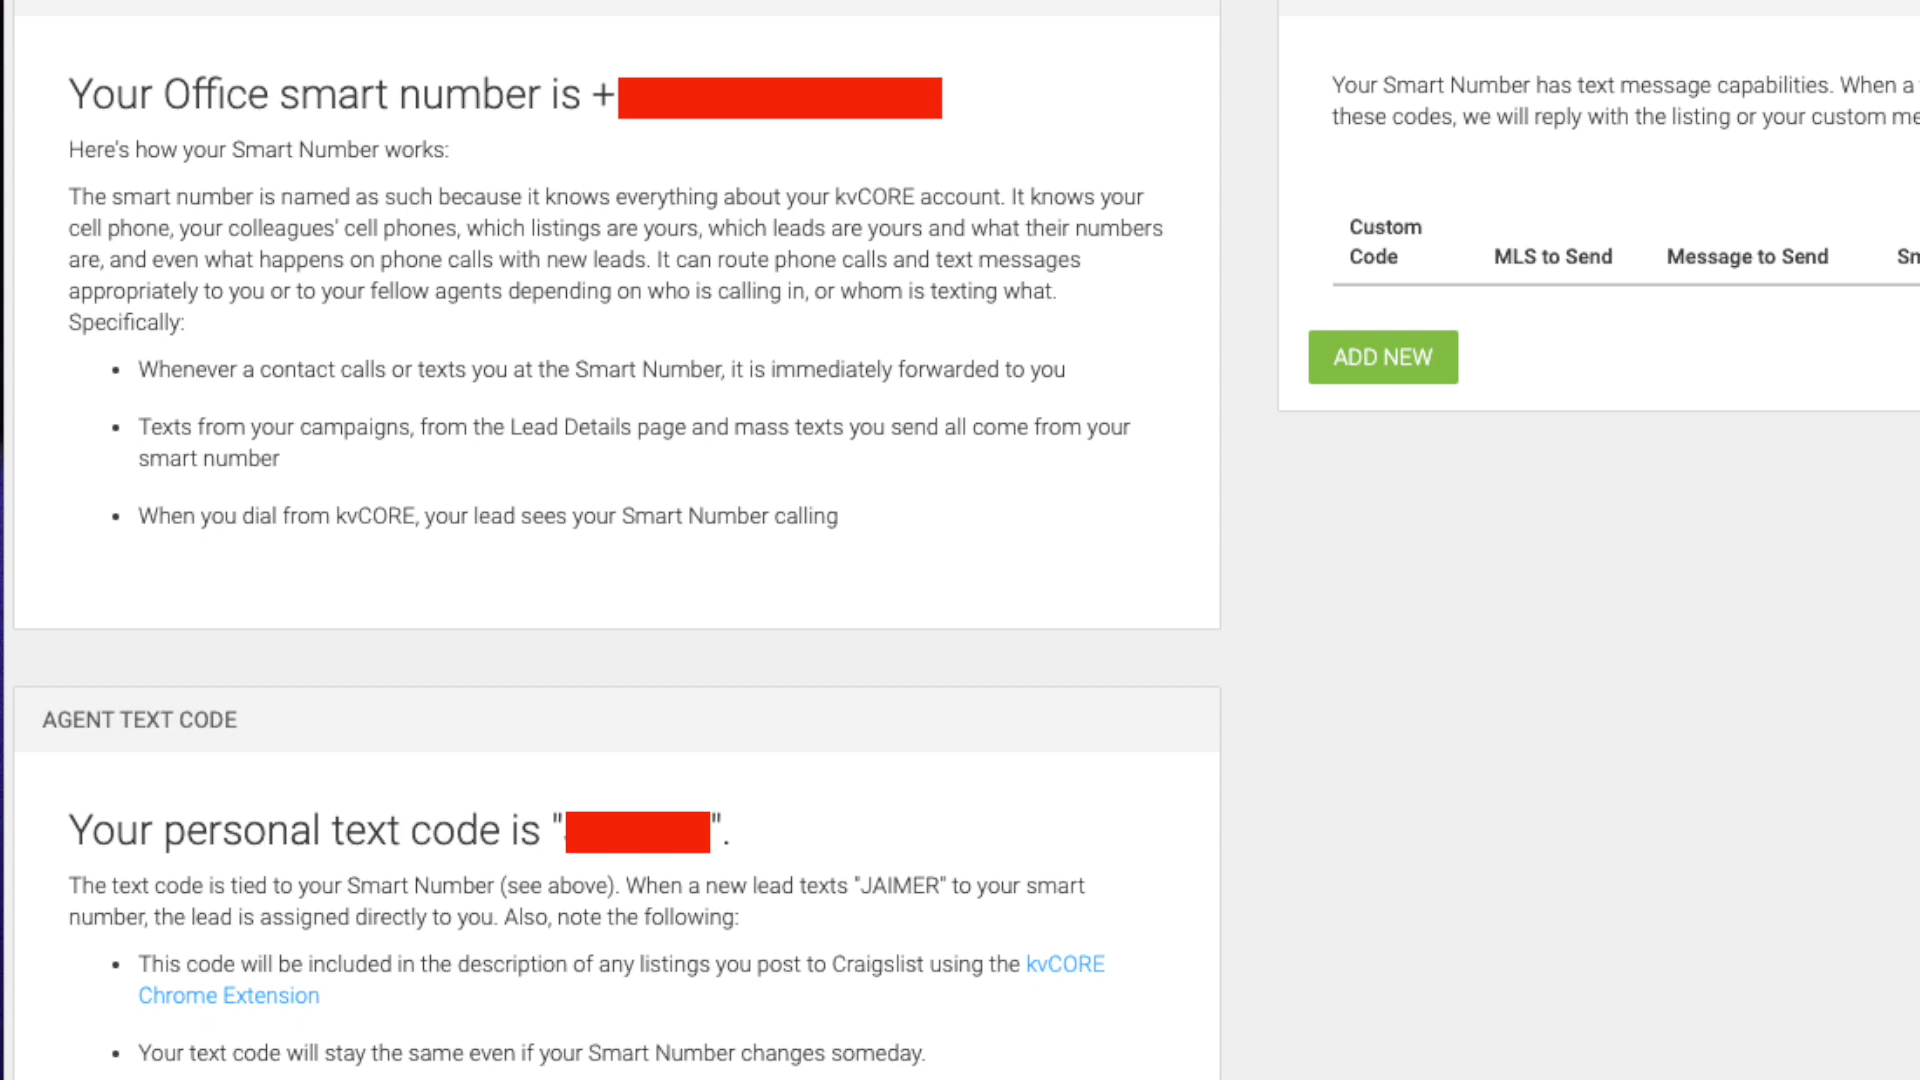 Your Office smart number is +
Here's how your Smart Number works:
The smart number is named as such because it knows everything about your kvCORE account. It knows your
cell phone, your colleagues' cell phones, which listings are yours, which leads are yours and what their numbers
are, and even what happens on phone calls with new leads. It can route phone calls and text messages
appropriately to you or to your fellow agents depending on who is calling in, or whom is texting what.
Specifically:
• Whenever a contact calls or texts you at the Smart Number, it is immediately forwarded to you
• Texts from your campaigns, from the Lead Details page and mass texts you send all come from your
smart number
• When you dial from kvCORE, your lead sees your Smart Number calling
AGENT TEXT CODE
Your personal text code is "          ".
The text code is tied to your Smart Number (see above). When a new lead texts "JAIMER" to your smart
number, the lead is assigned directly to you. Also, note the following:
• This code will be included in the description of any listings you post to Craigslist using the kvCORE
Chrome Extension
• Your text code will stay the same even if your Smart Number changes someday.
Your Smart Number has text message capabilities. When a
these codes, we will reply with the listing or your custom me
Custom
Code MLS to Send Message to Send Sm
ADD NEW